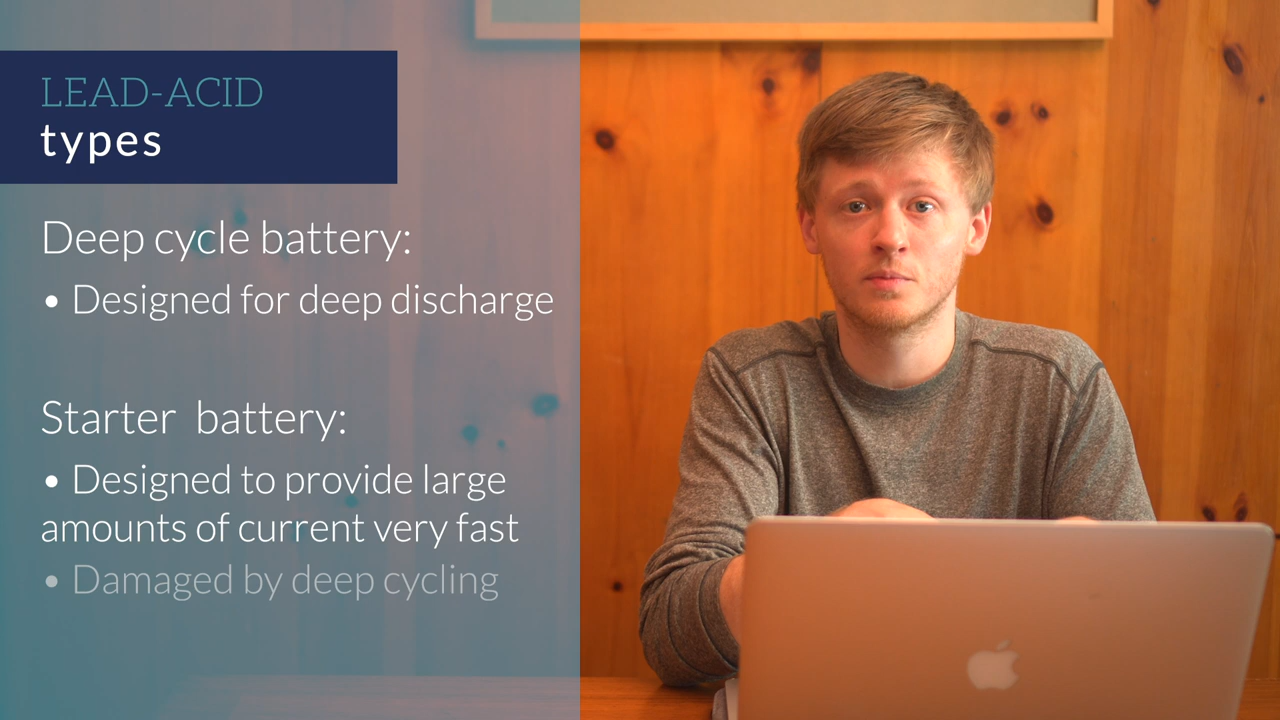 LEAD-ACID
types
Deep cycle battery:
• Designed for deep discharge
Starter battery:
• Designed to provide large
amounts of current very fast
• Damaged by deep cycling